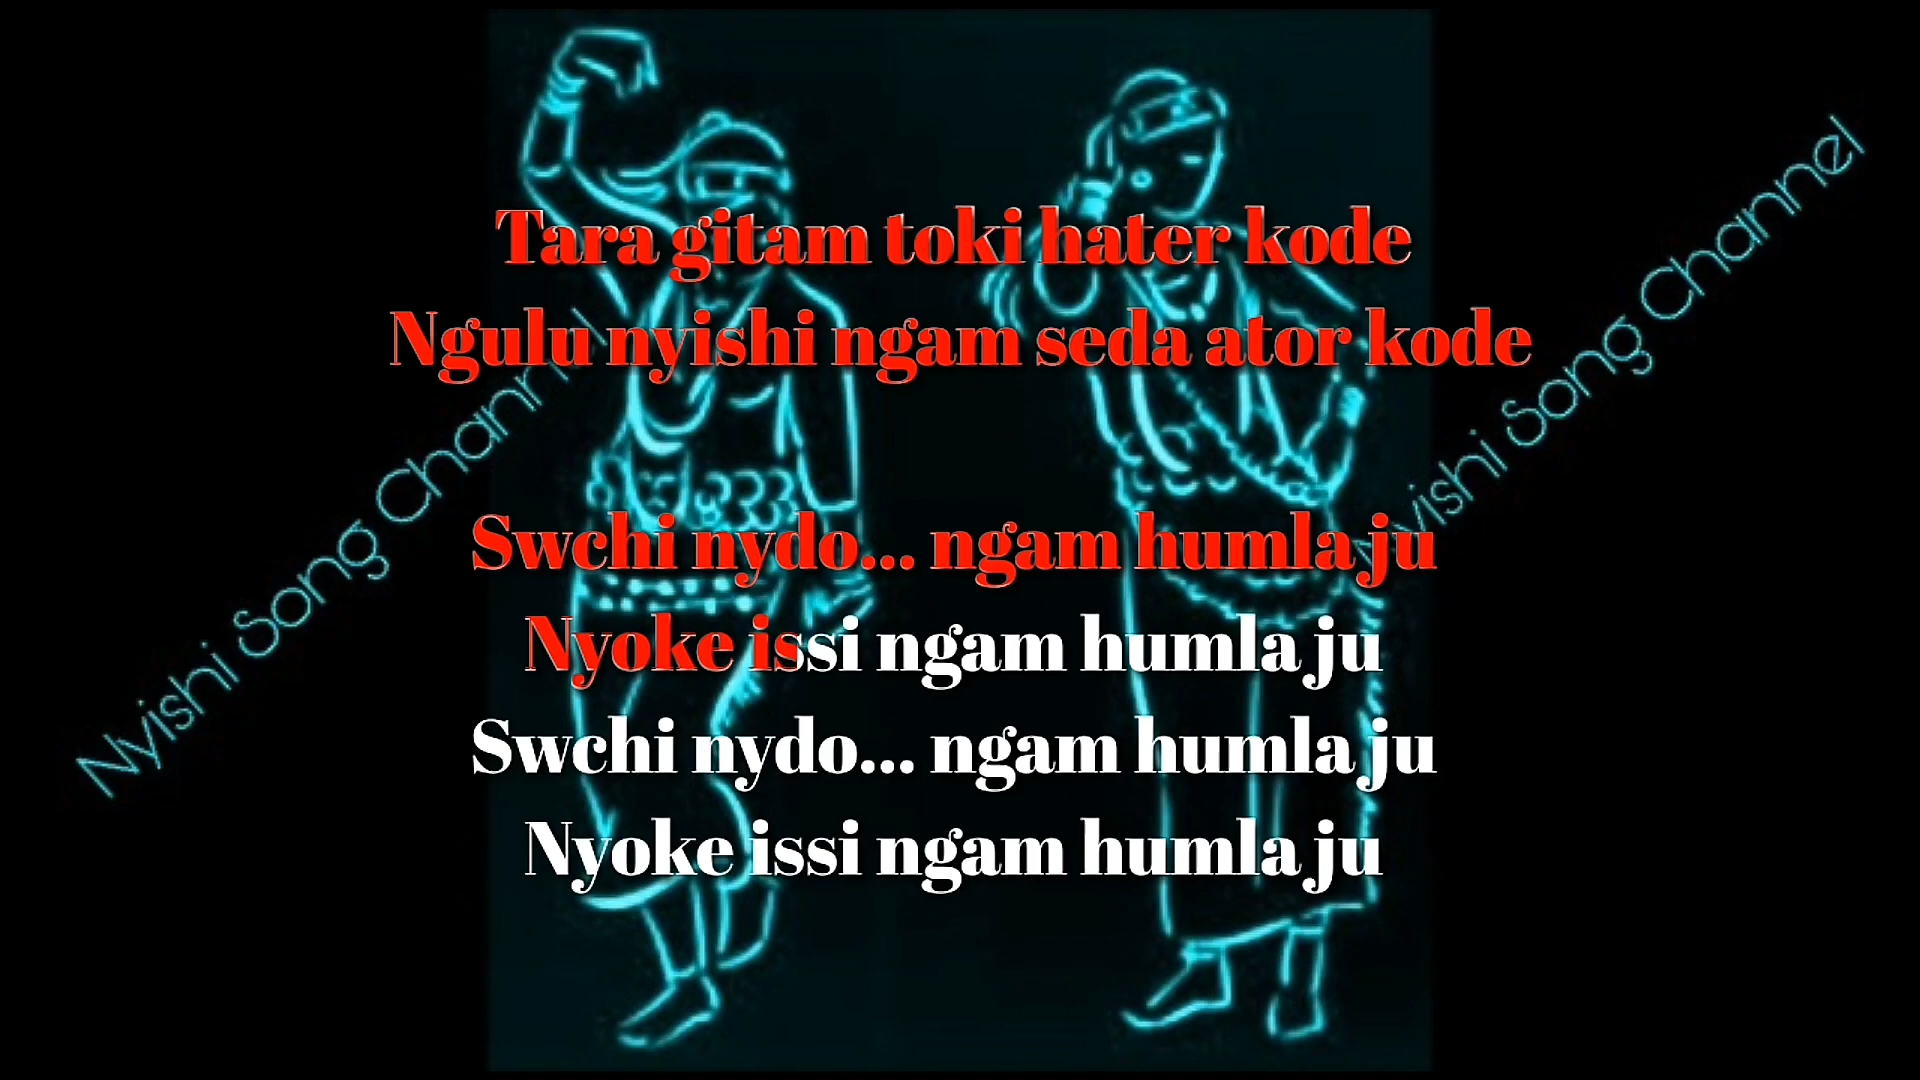 Tara gitam toki hater kode
Ngulu nyishi ngam seda ator kode
Swchi nydo... ngam humla ju
Nyoke issi ngam humla ju
Swchi nydo... ngam humla ju
Nyoke issi ngam humla ju
Nyishi Song Channel
Nyishi Song Channel